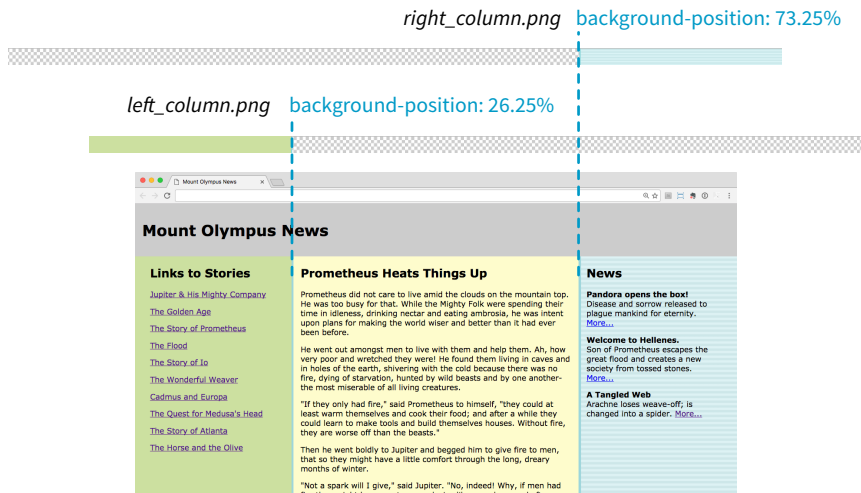 right_column.png background-position: 73.25%
left_column.png background-position: 26.25%
Mount Olympus News
Mount Olympus News
Links to Stories
Jupiter & His Mighty Company
The Golden Age
The Story of Prometheus
The Flood
The Story of Io
The Wonderful Weaver
Cadmus and Europa
The Quest for Medusa's Head
The Story of Atlanta
The Horse and the Olive
Prometheus Heats Things Up
Prometheus did not care to live amid the clouds on the mountain top.
He was too busy for that. While the Mighty Folk were spending their
time in idleness, drinking nectar and eating ambrosia, he was intent
upon plans for making the world wiser and better than it had ever
been before.
He went out amongst men to live with them and help them. Ah, how
very poor and wretched they were! He found them living in caves and
in holes of the earth, shivering with the cold because there was no
fire, dying of starvation, hunted by wild beasts and by one another-
the most miserable of all living creatures.
"If they only had fire," said Prometheus to himself, "they could at
least warm themselves and cook their food; and after a while they
could learn to make tools and build themselves houses. Without fire,
they are worse off than the beasts."
Then he went boldly to Jupiter and begged him to give fire to men,
that so they might have a little comfort through the long, dreary
months of winter.
"Not a spark will I give," said Jupiter. "No, indeed! Why, if men had
News
Pandora opens the box!
Disease and sorrow released to
plague mankind for eternity.
More...
Welcome to Hellenes.
Son of Prometheus escapes the
great flood and creates a new
society from tossed stones.
More...
A Tangled Web
Arachne loses weave-off; is
changed into a spider. More...